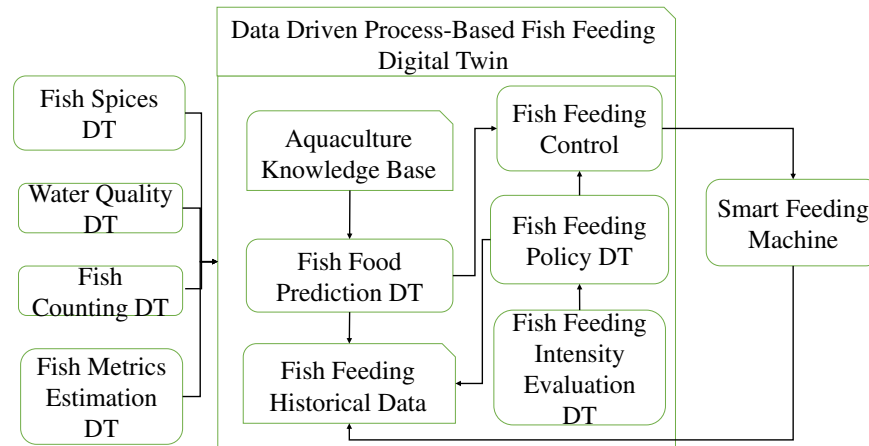 Data Driven Process-Based Fish Feeding
Digital Twin
Fish Spices
DT
Water Quality
DT
Fish
Counting DT
Fish Metrics
Estimation
DT
Aquaculture
Knowledge Base
Fish Food
Prediction DT
Fish Feeding
Historical Data
Fish Feeding
Control
Fish Feeding
Policy DT
Fish Feeding
Intensity
Evaluation
DT
Smart Feeding
Machine